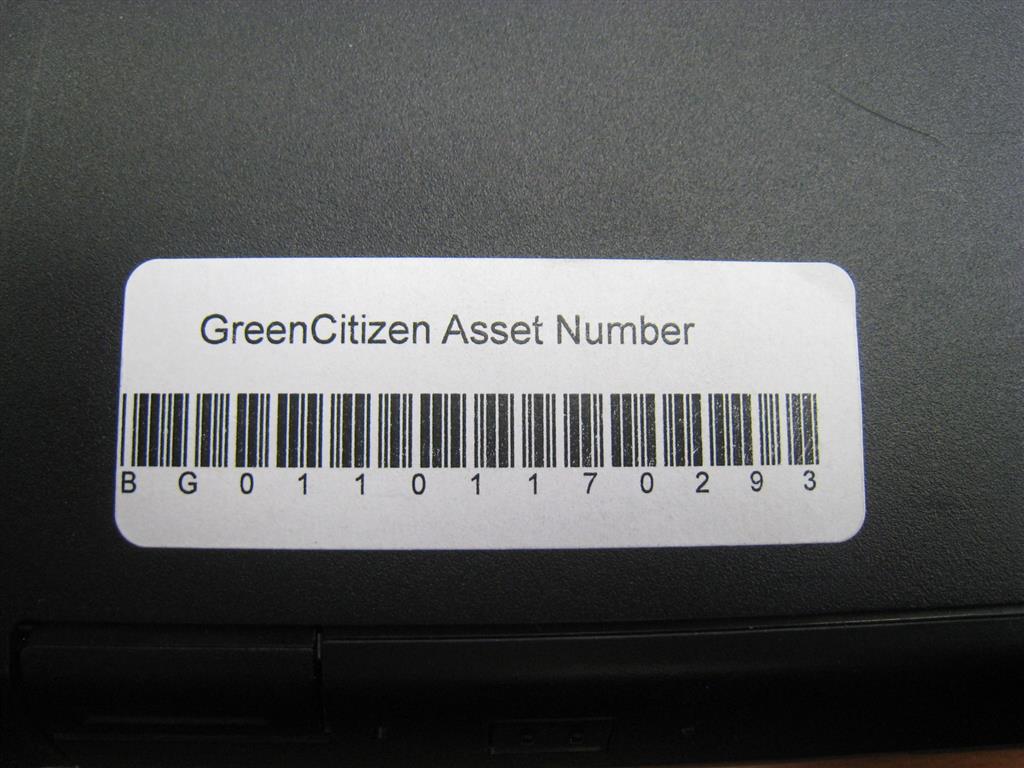 GreenCitizen Asset Number
B G 0 1 1 0 1 1 7 0 2 9 3